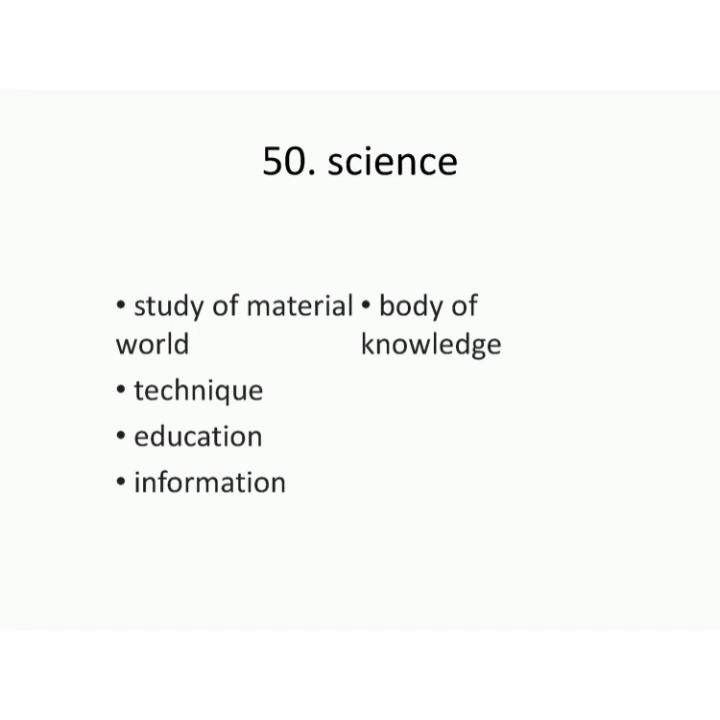 50. science
• study of material • body of
world knowledge
• technique
• education
• information